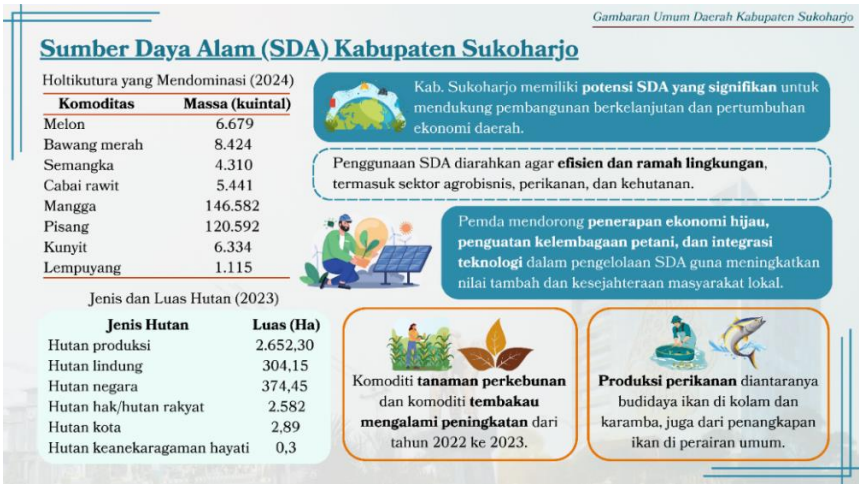 Gambaran Umum Daerah Kabupaten Sukoharjo
Sumber Daya Alam (SDA) Kabupaten Sukoharjo
Holtikutura yang Mendominasi (2024)
Komoditas Massa (kuintal)
Melon 6.679
Bawang merah 8.424
Semangka 4.310
Cabai rawit 5.441
Mangga 146.582
Pisang 120.592
Kunyit 6.334
Lempuyang 1.115
Jenis dan Luas Hutan (2023)
Jenis Hutan Luas (Ha)
Hutan produksi 2.652,30
Hutan lindung 304,15
Hutan negara 374,45
Hutan hak/hutan rakyat 2.582
Hutan kota 2,89
Hutan keanekaragaman hayati 0,3
Kab. Sukoharjo memiliki potensi SDA yang signifikan untuk
mendukung pembangunan berkelanjutan dan pertumbuhan
ekonomi daerah.
Penggunaan SDA diarahkan agar efisien dan ramah lingkungan,
termasuk sektor agrobisnis, perikanan, dan kehutanan.
Pemda mendorong penerapan ekonomi hijau,
penguatan kelembagaan petani, dan integrasi
teknologi dalam pengelolaan SDA guna meningkatkan
nilai tambah dan kesejahteraan masyarakat lokal.
Komoditi tanaman perkebunan
dan komoditi tembakau
mengalami peningkatan dari
tahun 2022 ke 2023.
Produksi perikanan diantaranya
budidaya ikan di kolam dan
karamba, juga dari penangkapan
ikan di perairan umum.